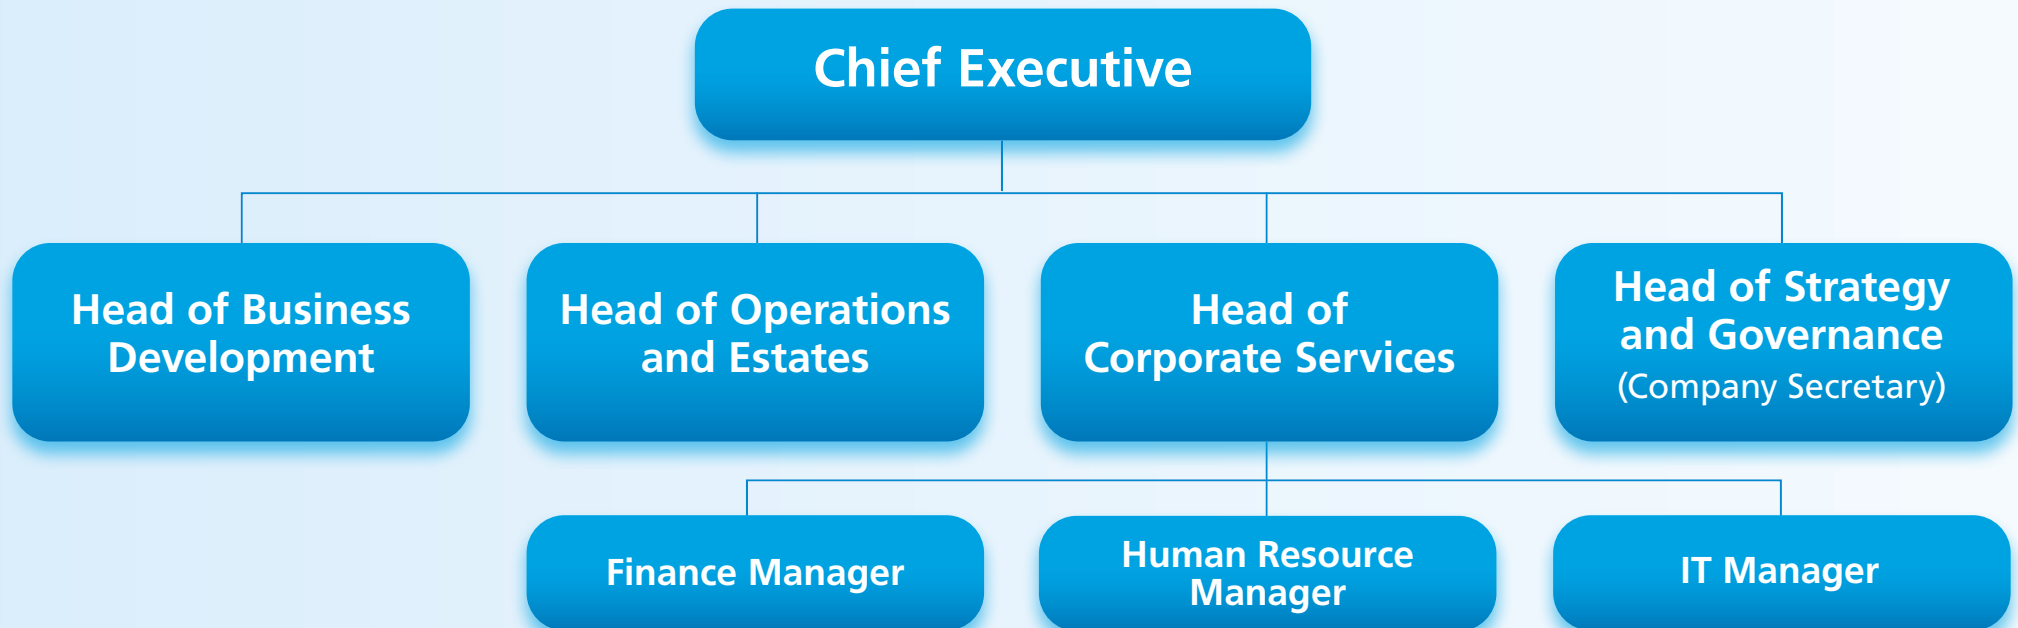 Chief Executive
Head of Business
Development
Head of Operations
and Estates
Head of
Corporate Services
Head of Strategy
and Governance
(Company Secretary)
Finance Manager
Human Resource
Manager
IT Manager